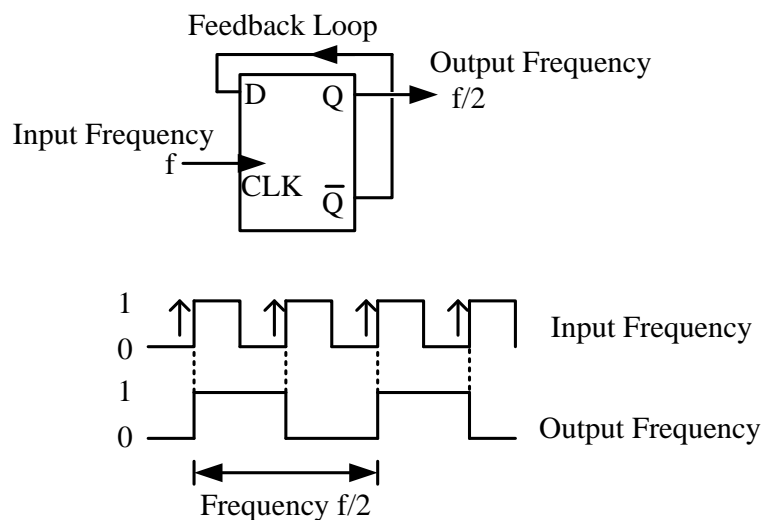 Feedback Loop
Output Frequency
f/2
D
Q
Input Frequency
f
CLK
Q̅
1
0
Input Frequency
1
0
Output Frequency
Frequency f/2